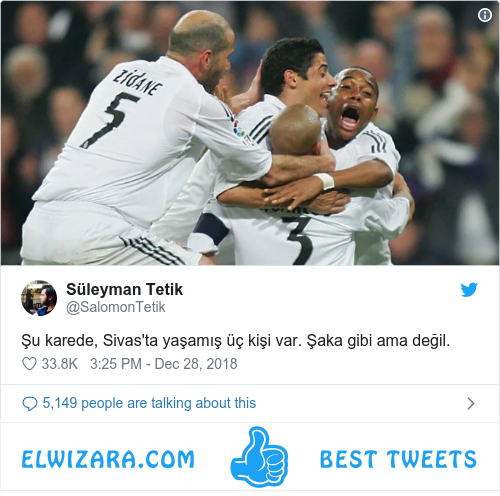 ZIDANE
5
3
Süleyman Tetik
@SalomonTetik
Şu karede, Sivas'ta yaşamış üç kişi var. Şaka gibi ama değil.
33.8K 3:25 PM - Dec 28, 2018
5,149 people are talking about this
ELWIZARA.COM BEST TWEETS